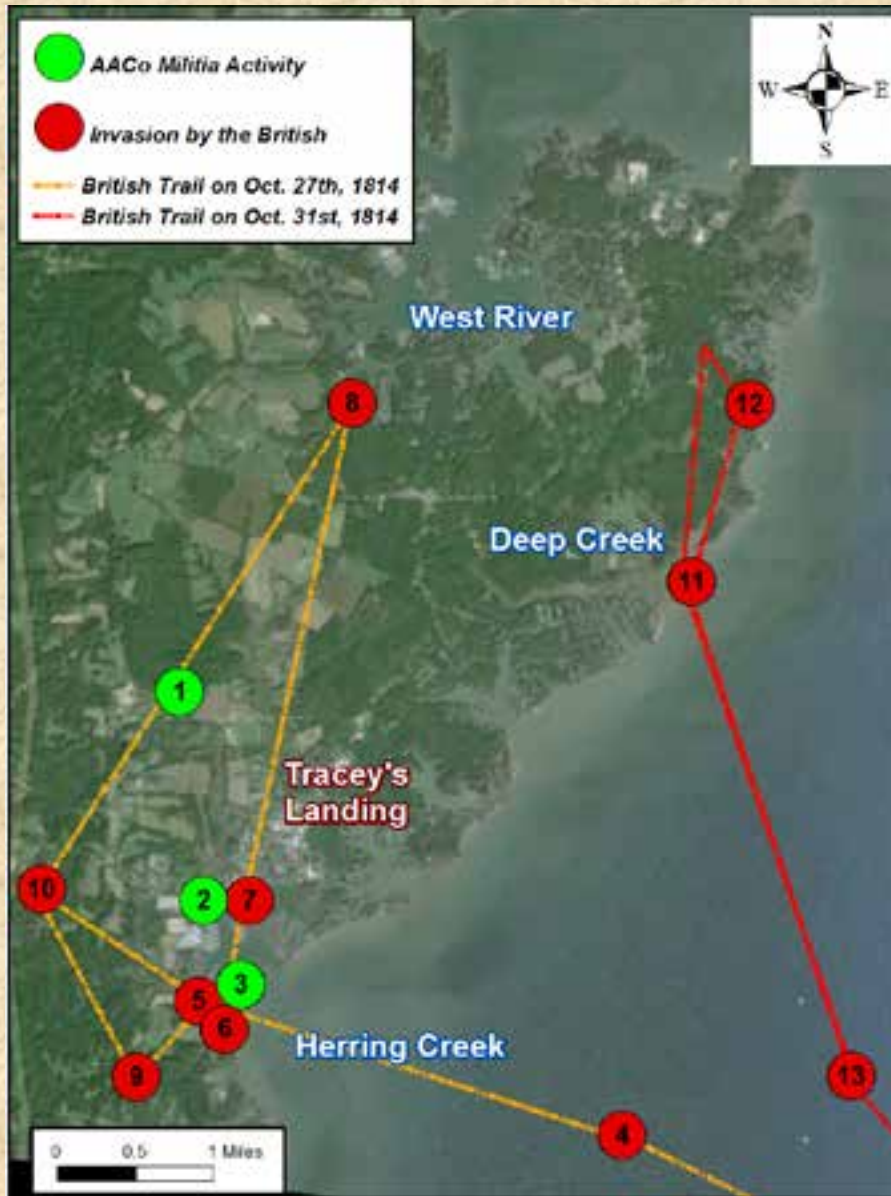 AACo Militia Activity
Invasion by the British
British Trail on Oct. 27th, 1814
British Trail on Oct. 31st, 1814
N
W E
S
West River
8
12
Deep Creek
11
1
Tracey's
Landing
10
2
7
3
5
6
Herring Creek
9
13
4
0 0.5 1 Miles